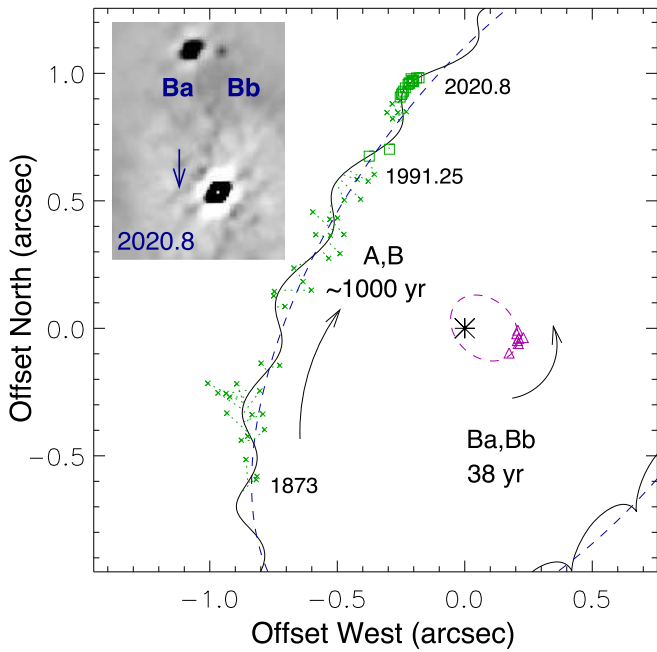 Ba Bb
2020.8
2020.8
1991.25
A,B
~1000 yr
Ba,Bb
38 yr
1873
1.0
0.5
0.0
−0.5
Offset North (arcsec)
−1.0 −0.5 0.0 0.5
Offset West (arcsec)